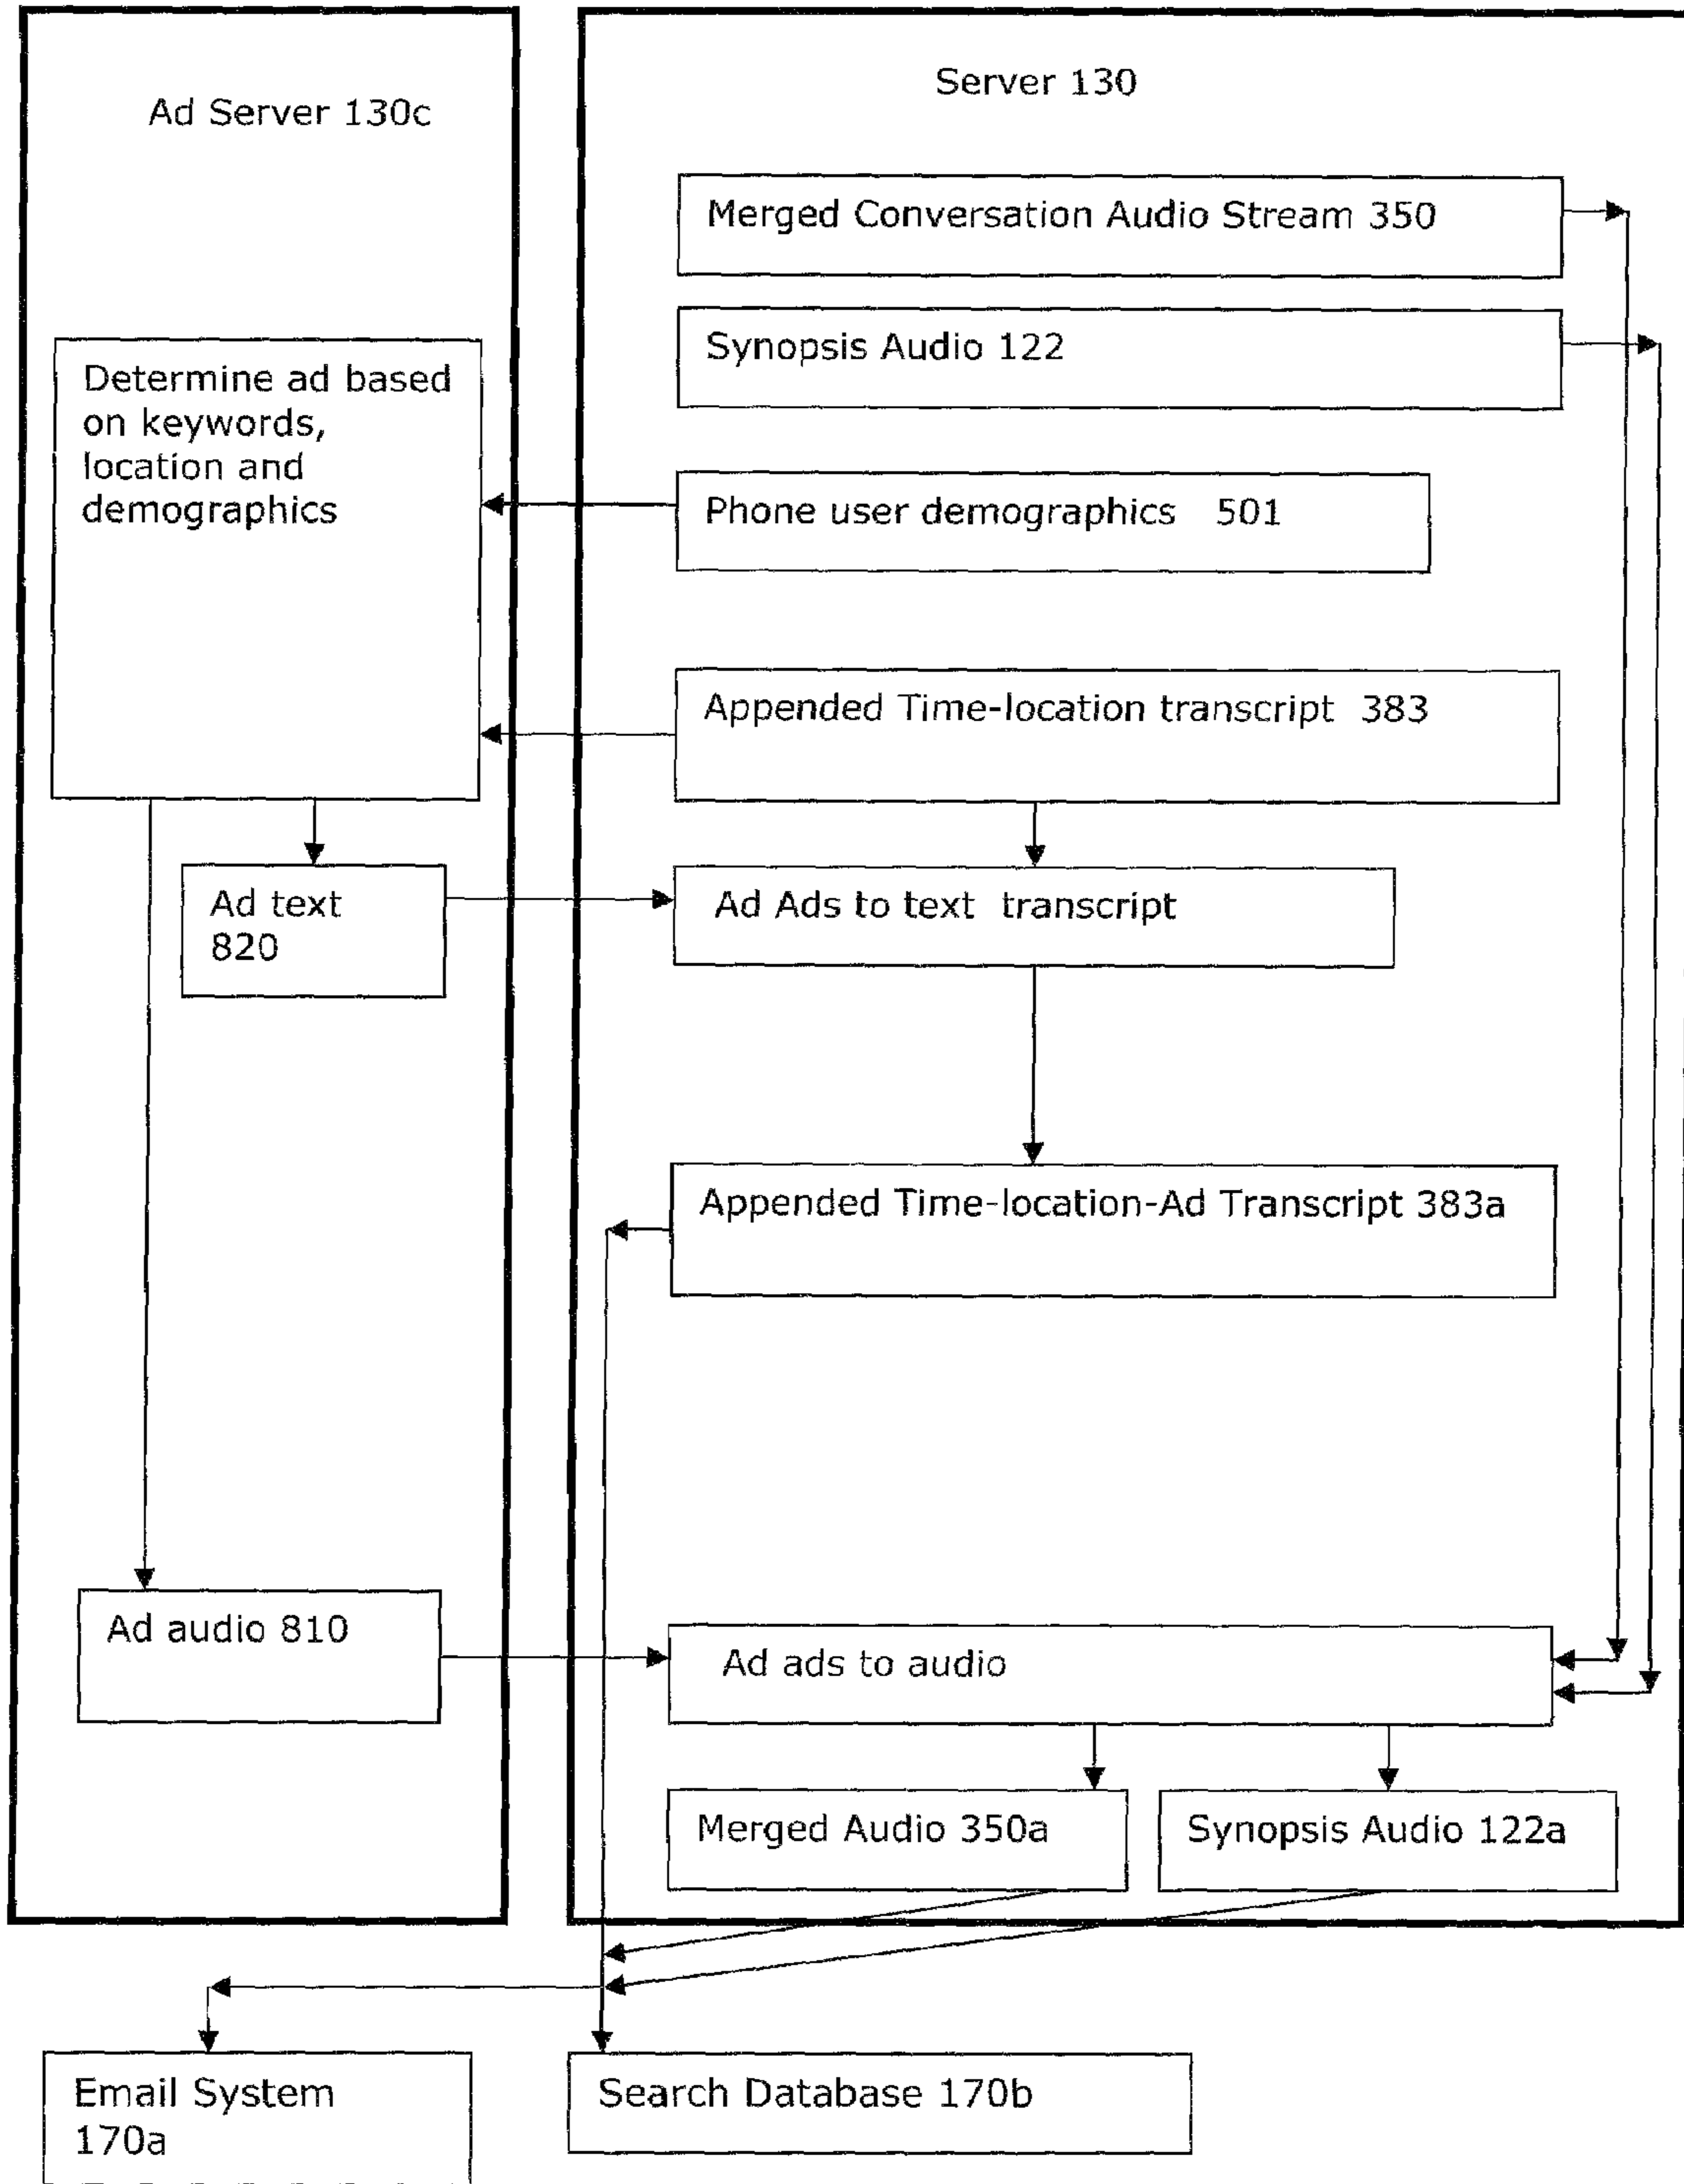 Ad Server 130c
Server 130
Merged Conversation Audio Stream 350
Synopsis Audio 122
Determine ad based
on keywords,
location and
demographics
Phone user demographics 501
Appended Time-location transcript 383
Ad text
820
Ad Ads to text transcript
Appended Time-location-Ad Transcript 383a
Ad audio 810
Ad ads to audio
Merged Audio 350a
Synopsis Audio 122a
Email System
170a
Search Database 170b